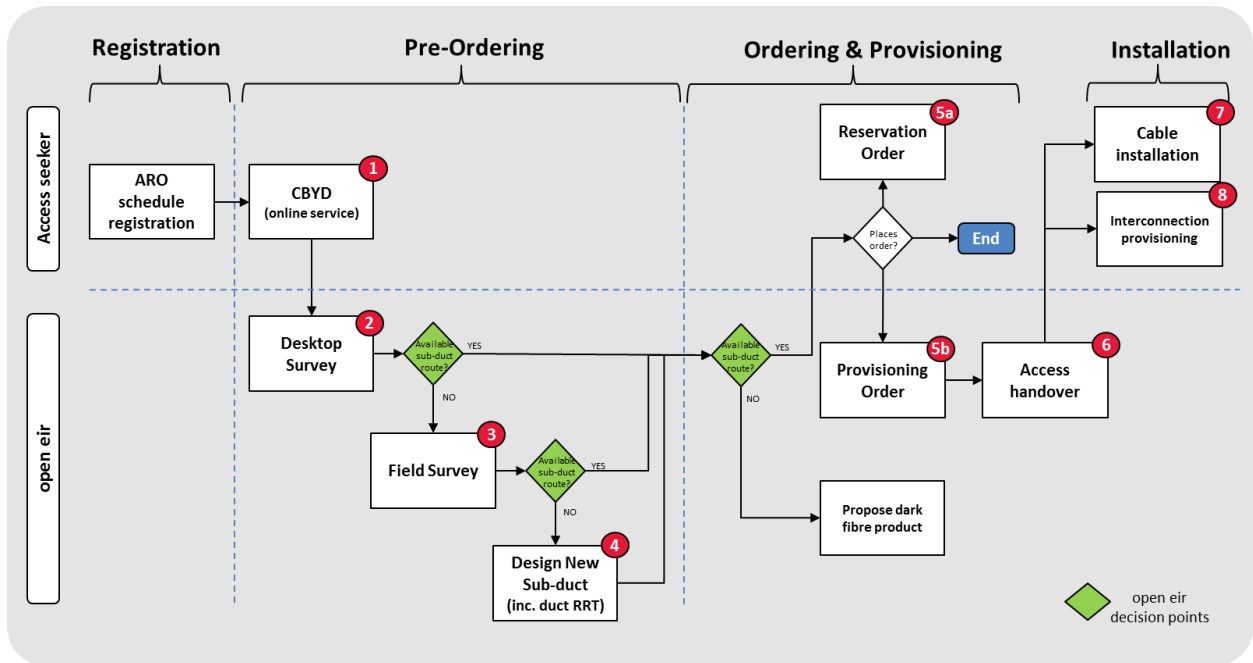 Registration
Pre-Ordering
Ordering & Provisioning
Installation
Access seeker
ARO
schedule
registration
1
CBYD
(online service)
5a
Reservation
Order
Places
order?
End
7
Cable
installation
8
Interconnection
provisioning
open eir
2
Desktop
Survey
Available
sub-duct
route?
YES
NO
3
Field Survey
Available
sub-duct
route?
YES
NO
4
Design New
Sub-duct
(inc. duct RRT)
Available
sub-duct
route?
YES
NO
5b
Provisioning
Order
6
Access
handover
Propose dark
fibre product
open eir
decision points